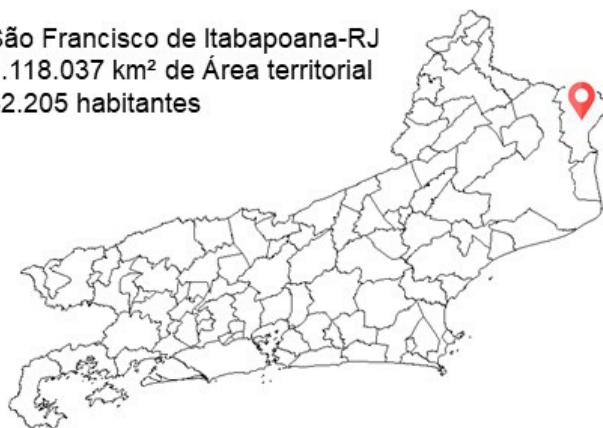 São Francisco de Itabapoana-RJ
.118.037 km² de Área territorial
2.205 habitantes